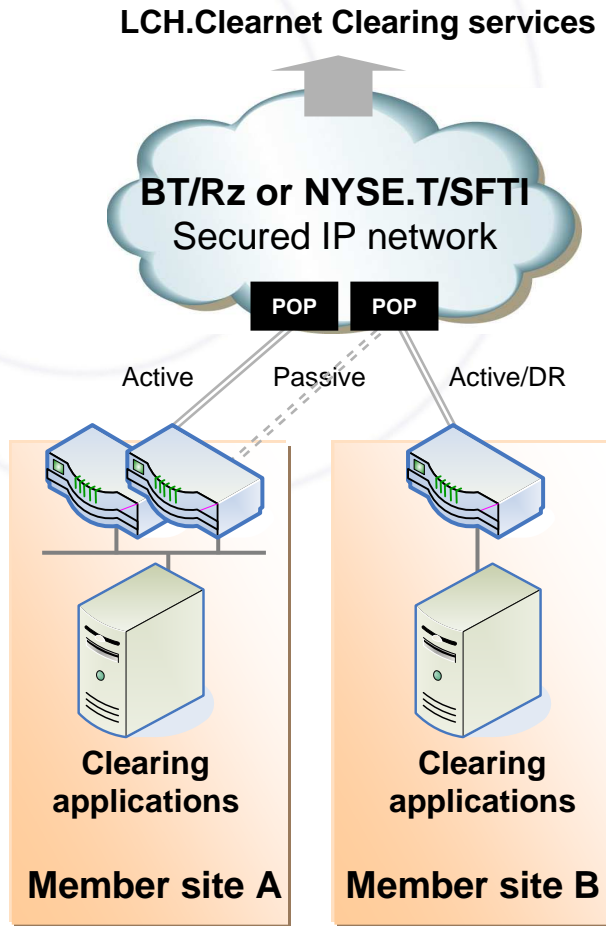 LCH.Clearnet Clearing services
BT/Rz or NYSE.T/SFTI
Secured IP network
POP POP
Active Passive Active/DR
Clearing
applications
Clearing
applications
Member site A
Member site B